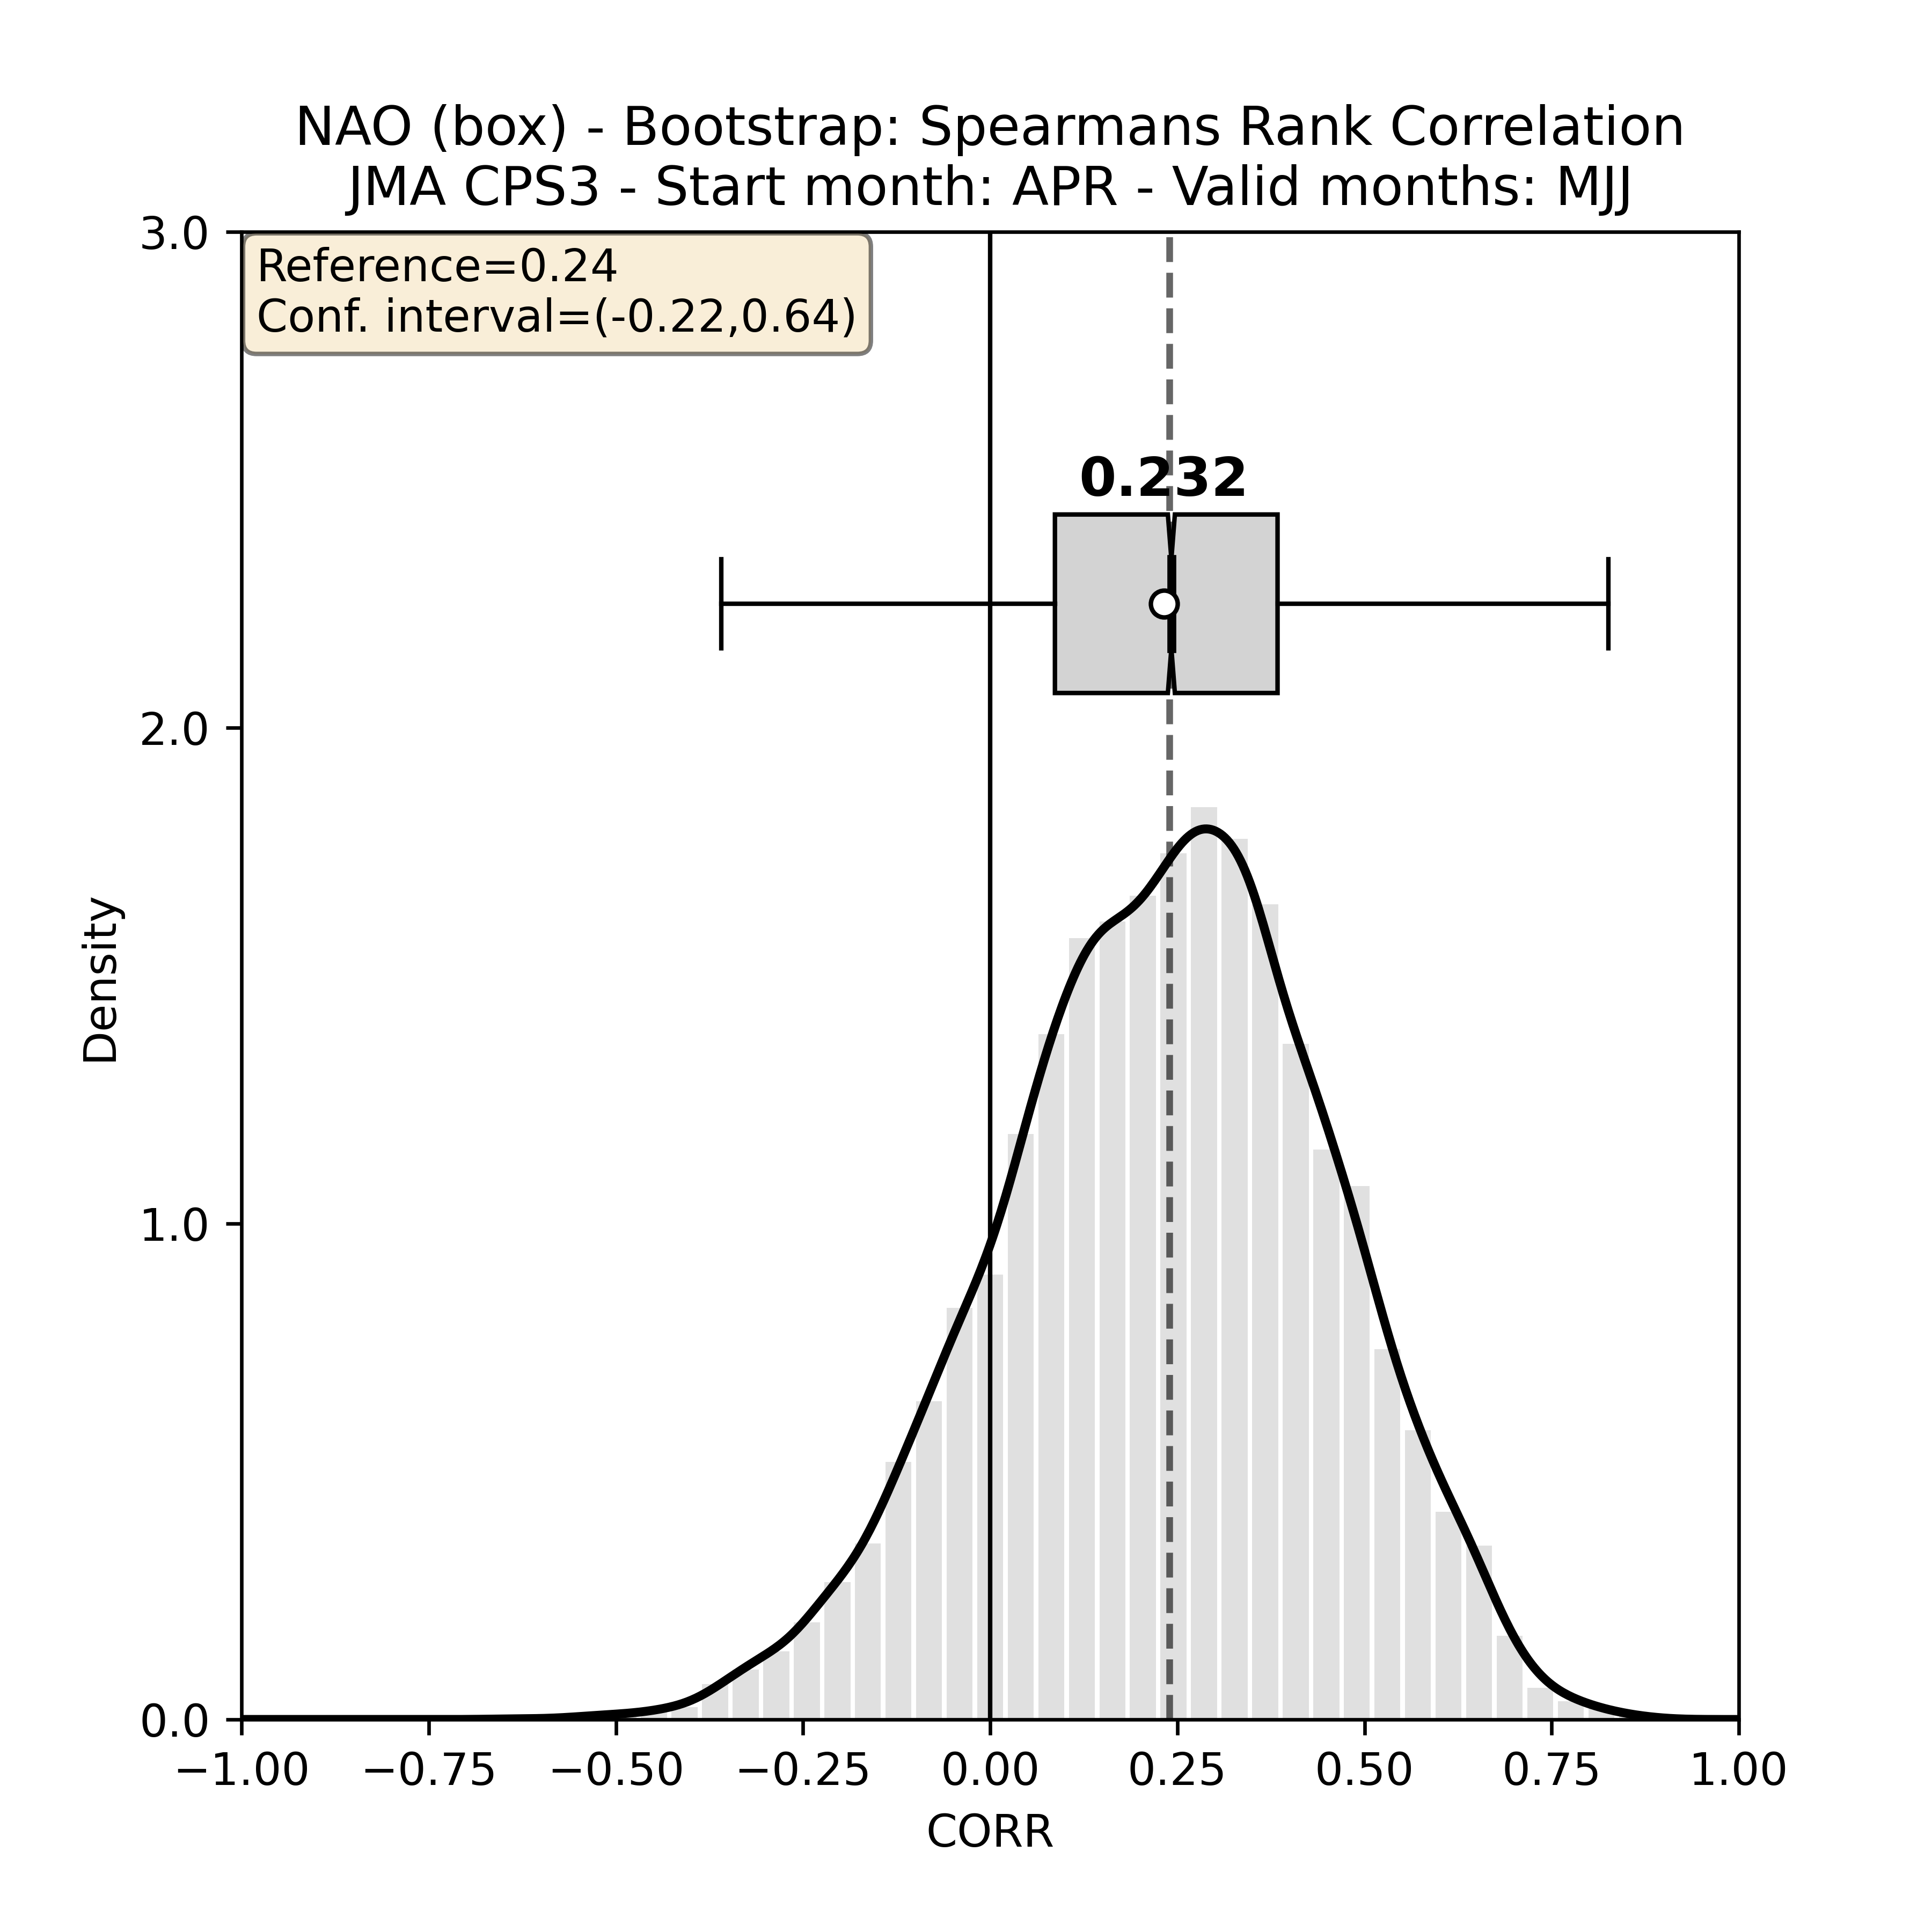 NAO (box) - Bootstrap: Spearmans Rank Correlation
JMA CPS3 - Start month: APR - Valid months: MJJ
Reference=0.24
Conf. interval=(-0.22,0.64)
0.232
3.0
2.0
1.0
0.0
Density
−1.00 −0.75 −0.50 −0.25 0.00 0.25 0.50 0.75 1.00
CORR